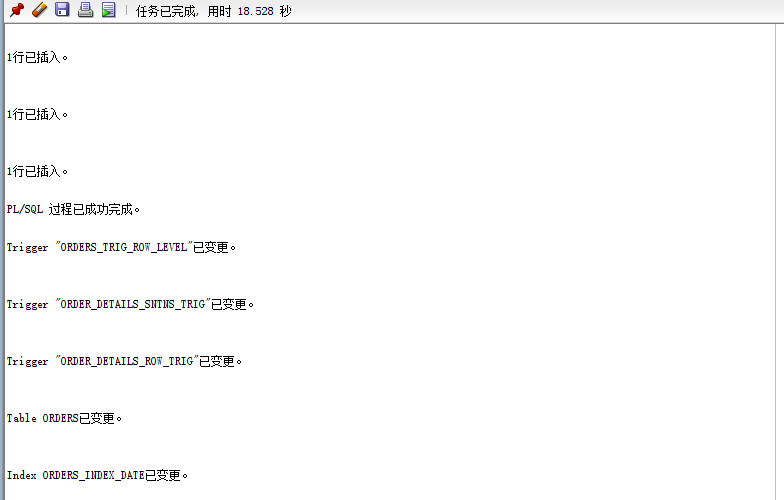 任务已完成, 用时 18.528 秒
1行已插入。
1行已插入。
1行已插入。
PL/SQL 过程已成功完成。
Trigger "ORDERS_TRIG_ROW_LEVEL"已变更。
Trigger "ORDER_DETAILS_SNTNS_TRIG"已变更。
Trigger "ORDER_DETAILS_ROW_TRIG"已变更。
Table ORDERS已变更。
Index ORDERS_INDEX_DATE已变更。